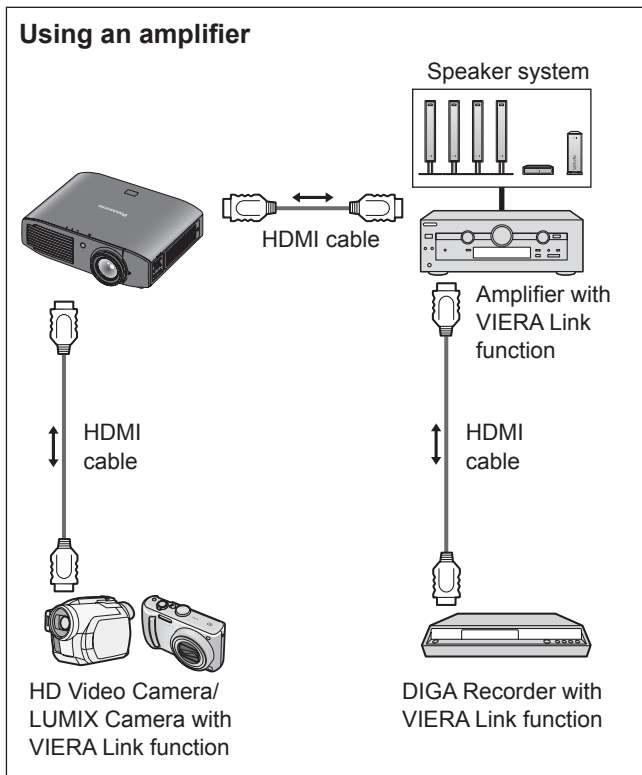 Using an amplifier
Speaker system
HDMI cable
Amplifier with
VIERA Link
function
HDMI
cable
HDMI
cable
HD Video Camera/
LUMIX Camera with
VIERA Link function
DIGA Recorder with
VIERA Link function
Panasonic